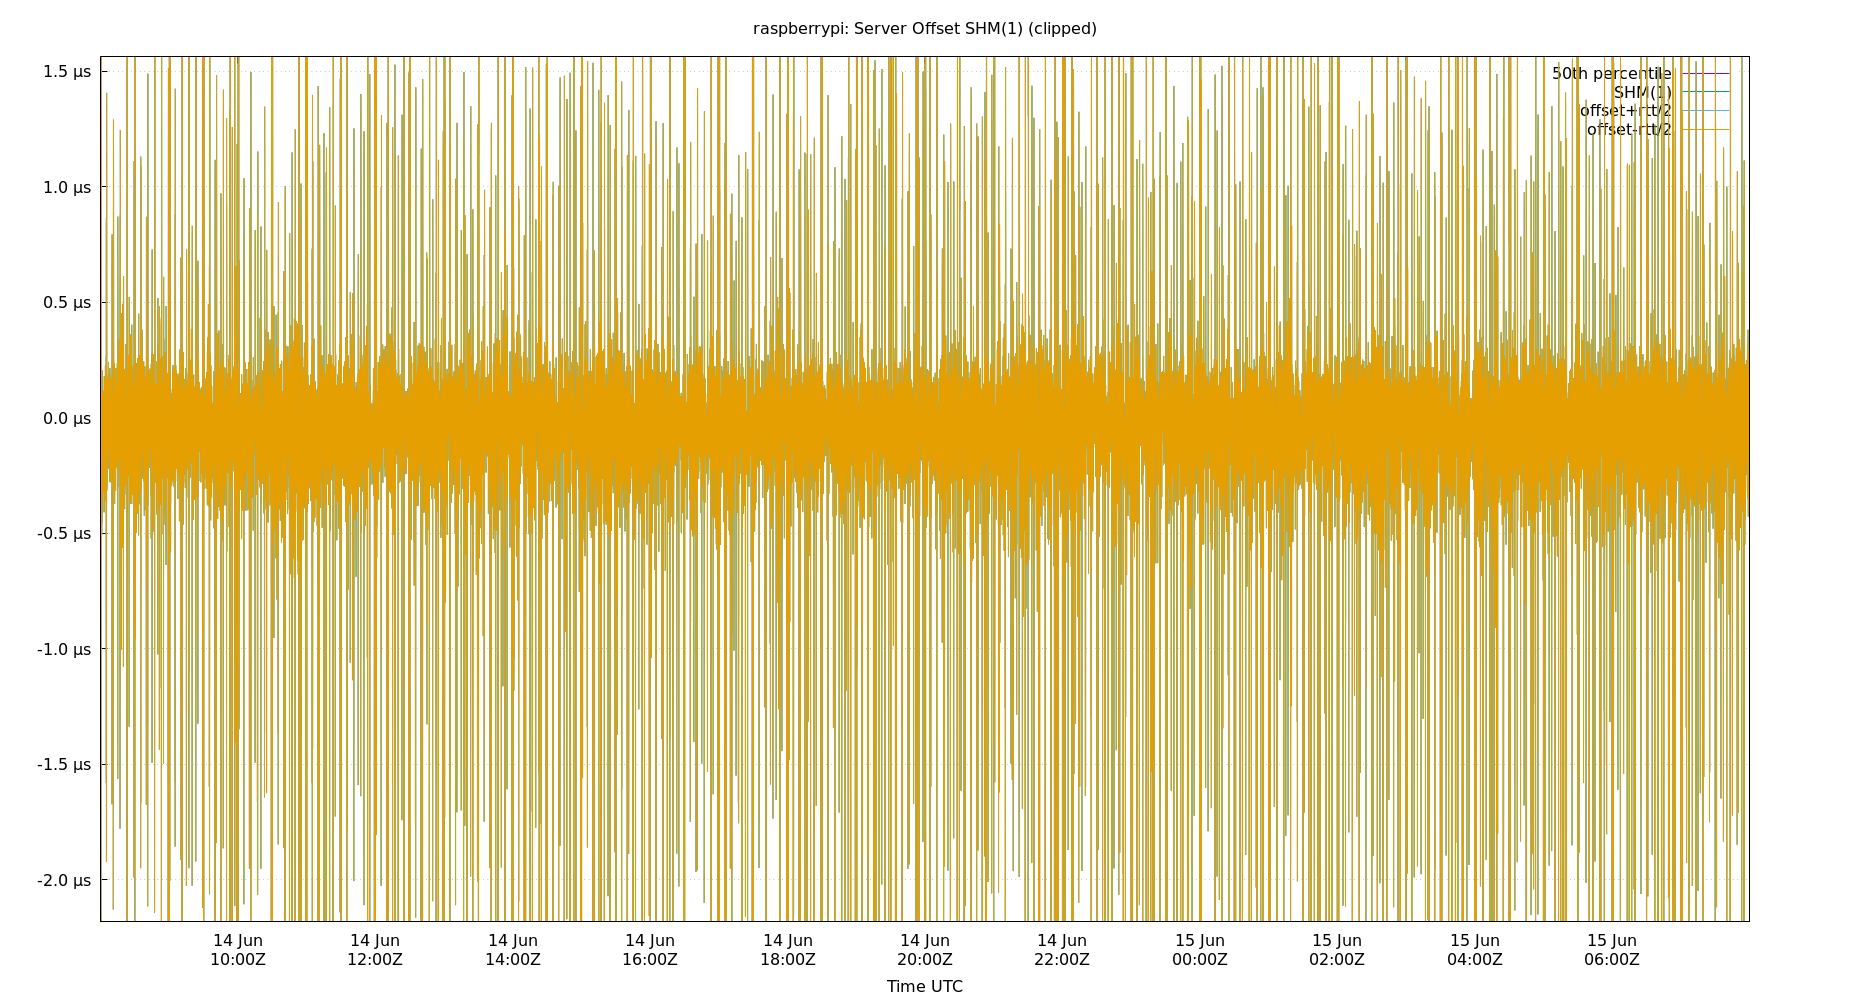 raspberrypi: Server Offset SHM(1) (clipped)
1.5 µs
1.0 µs
0.5 µs
0.0 µs
-0.5 µs
-1.0 µs
-1.5 µs
-2.0 µs
50th percentile
SHM(1)
offset+rtt/2
offset-rtt/2
14 Jun 14 Jun 14 Jun 14 Jun 14 Jun 14 Jun 14 Jun 15 Jun 15 Jun 15 Jun 15 Jun
10:00Z 12:00Z 14:00Z 16:00Z 18:00Z 20:00Z 22:00Z 00:00Z 02:00Z 04:00Z 06:00Z
Time UTC